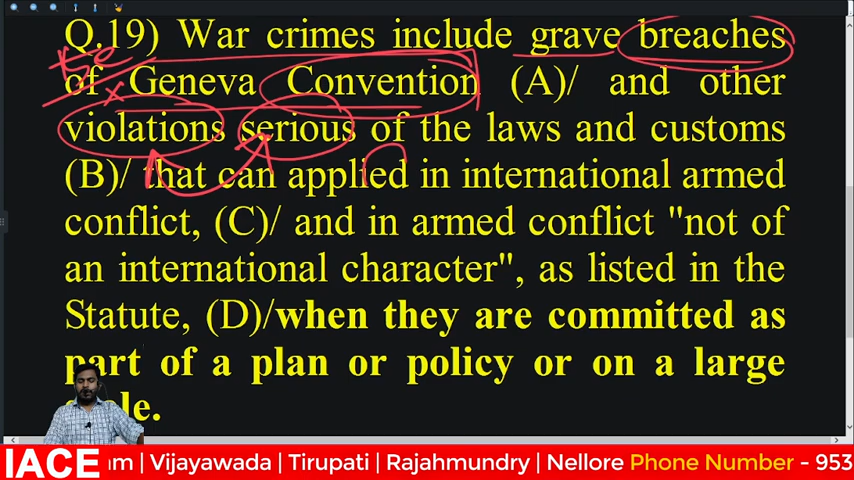 Q.19) War crimes include grave breaches
the
of Geneva Convention (A)/ and other
violations serious of the laws and customs
(B)/ that can applied in international armed
conflict, (C)/ and in armed conflict "not of
an international character", as listed in the
Statute, (D)/when they are committed as
part of a plan or policy or on a large
IACE | Vijayawada | Tirupati | Rajahmundry | Nellore Phone Number - 953